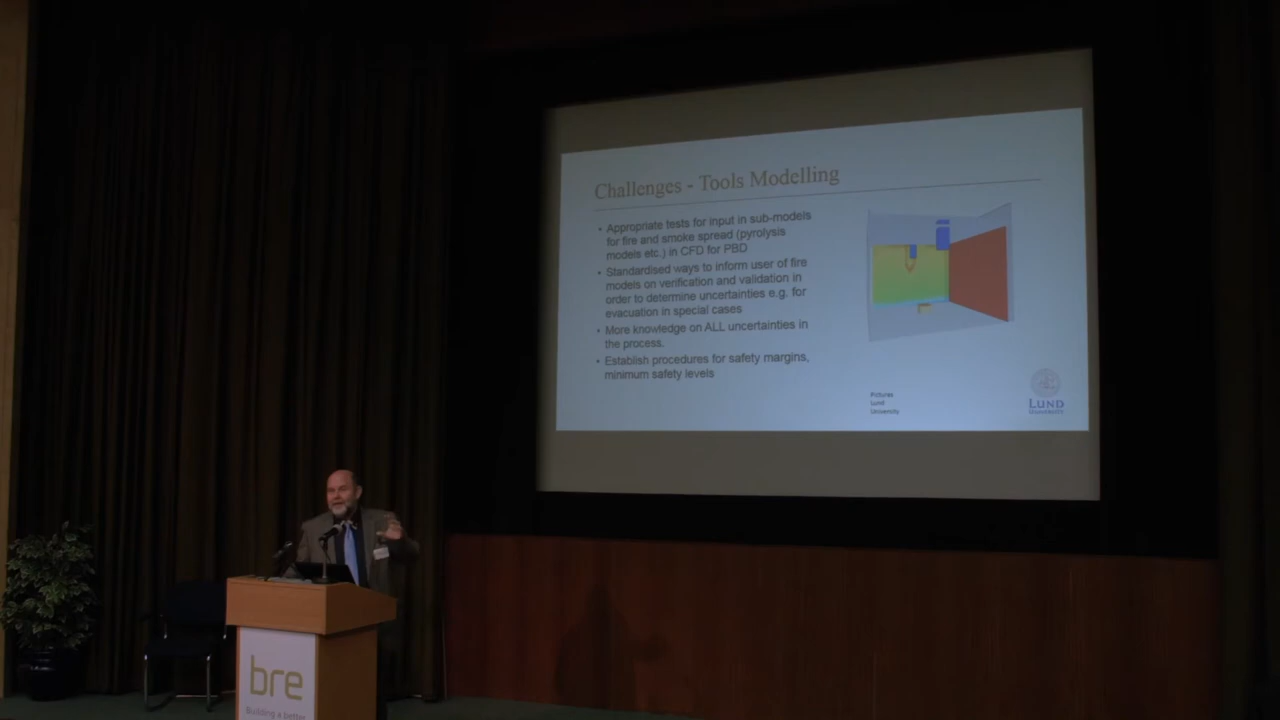 Challenges - Tools Modelling
• Appropriate tests for input in sub-models
for fire and smoke spread (pyrolysis
models etc.) in CFD for PBD
• Standardised ways to inform user of fire
models on verification and validation in
order to determine uncertainties e.g. for
evacuation in special cases
• More knowledge on ALL uncertainties in
the process.
• Establish procedures for safety margins,
minimum safety levels
Pictures
Lund
University
LUND
UNIVERSITY
bre
Building a better